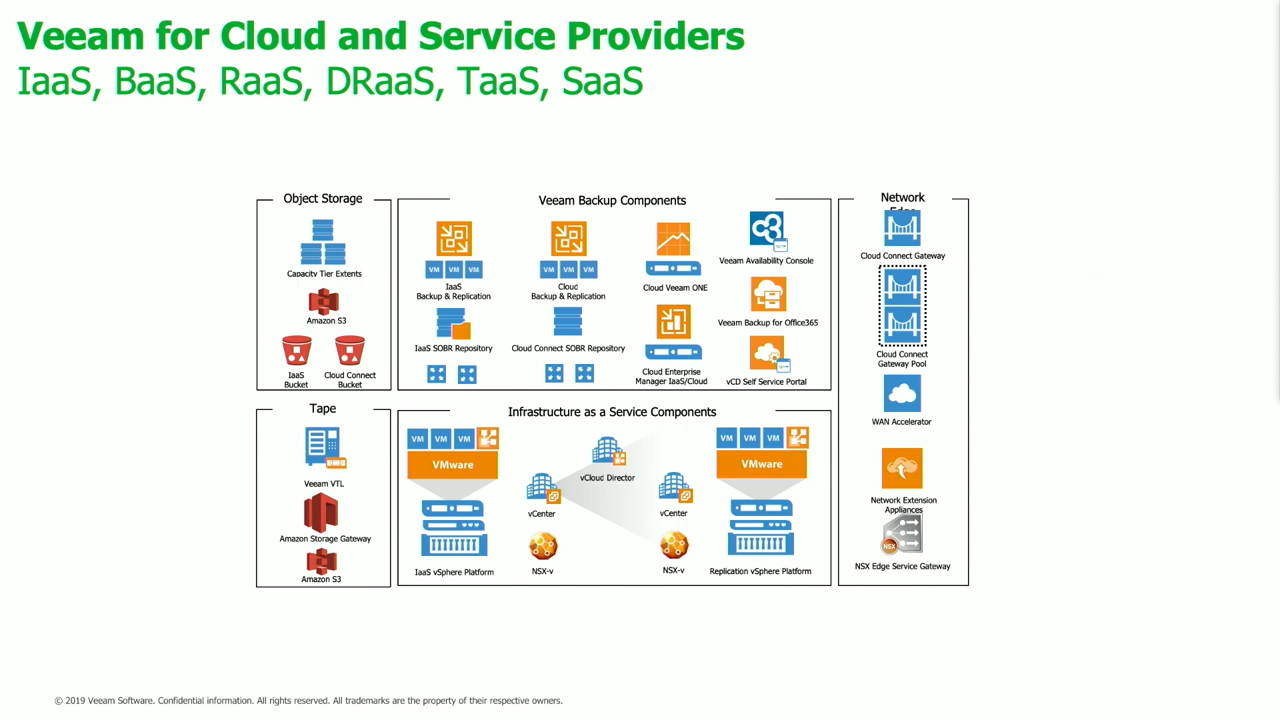 Veeam for Cloud and Service Providers
IaaS, BaaS, RaaS, DRaaS, TaaS, SaaS
Object Storage
Capacity Tier Extents
Amazon S3
IaaS
Bucket
Cloud Connect
Bucket
Veeam Backup Components
VM VM VM
IaaS
Backup & Replication
IaaS SOBR Repository
VM VM VM
Cloud
Backup & Replication
Cloud Connect SOBR Repository
Cloud Veeam ONE
Cloud Enterprise
Manager IaaS/Cloud
Veeam Availability Console
Veeam Backup for Office365
vCD Self Service Portal
Network
Edge
Cloud Connect Gateway
Cloud Connect
Gateway Pool
WAN Accelerator
Network Extension
Appliances
NSX
NSX Edge Service Gateway
Tape
Veeam VTL
Amazon Storage Gateway
Amazon S3
Infrastructure as a Service Components
VM VM VM
VMware
IaaS vSphere Platform
vCenter
NSX-v
vCloud Director
vCenter
NSX-v
VM VM VM
VMware
Replication vSphere Platform
© 2019 Veeam Software. Confidential information. All rights reserved. All trademarks are the property of their respective owners.